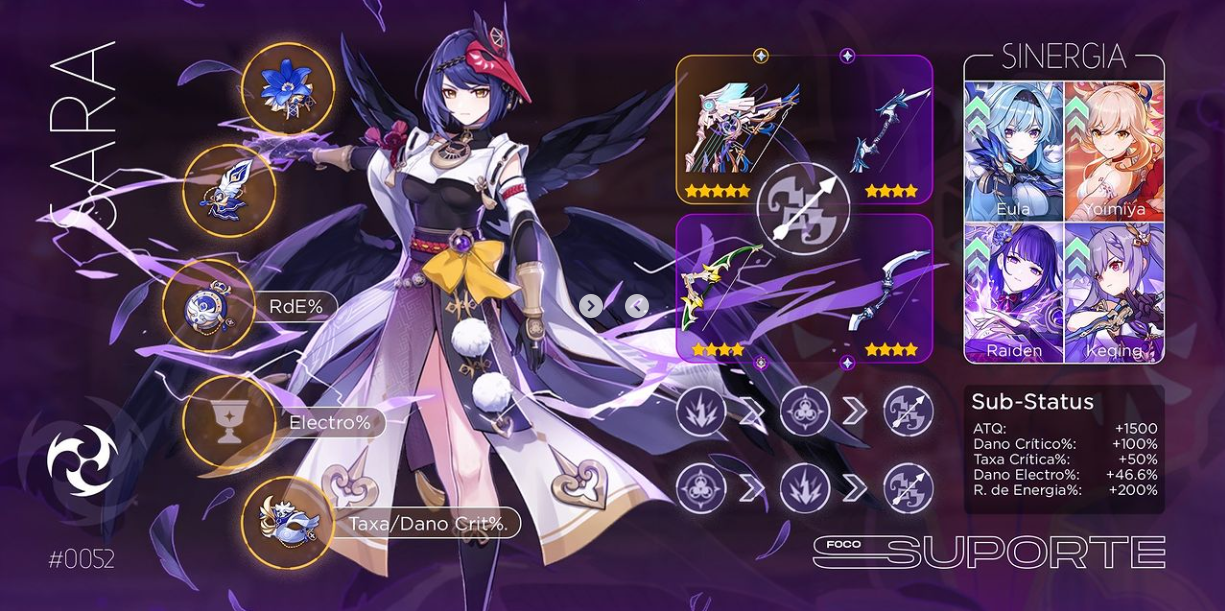 SARA
RdE%
Electro%
Taxa/Dano Crit%.
#0052
SINERGIA
Eula
Yoimiya
Raiden
Keqing
Sub-Status
ATQ: +1500
Dano Crítico%: +100%
Taxa Crítica%: +50%
Dano Electro%: +46.6%
R. de Energia%: +200%
FOCO
SUPORTE